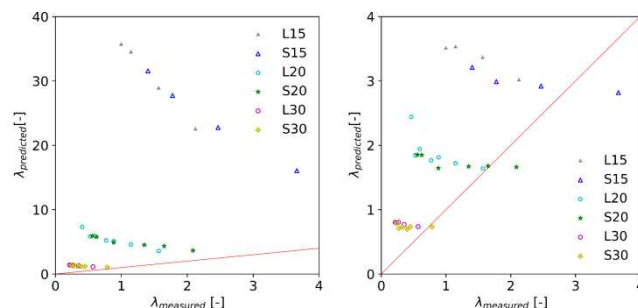 40
30
20
10
0
λpredicted[-]
0 1 2 3 4
λmeasured [-]
L15
S15
L20
S20
L30
S30
4
3
2
1
0
λpredicted[-]
0 1 2 3 4
λmeasured [-]
L15
S15
L20
S20
L30
S30